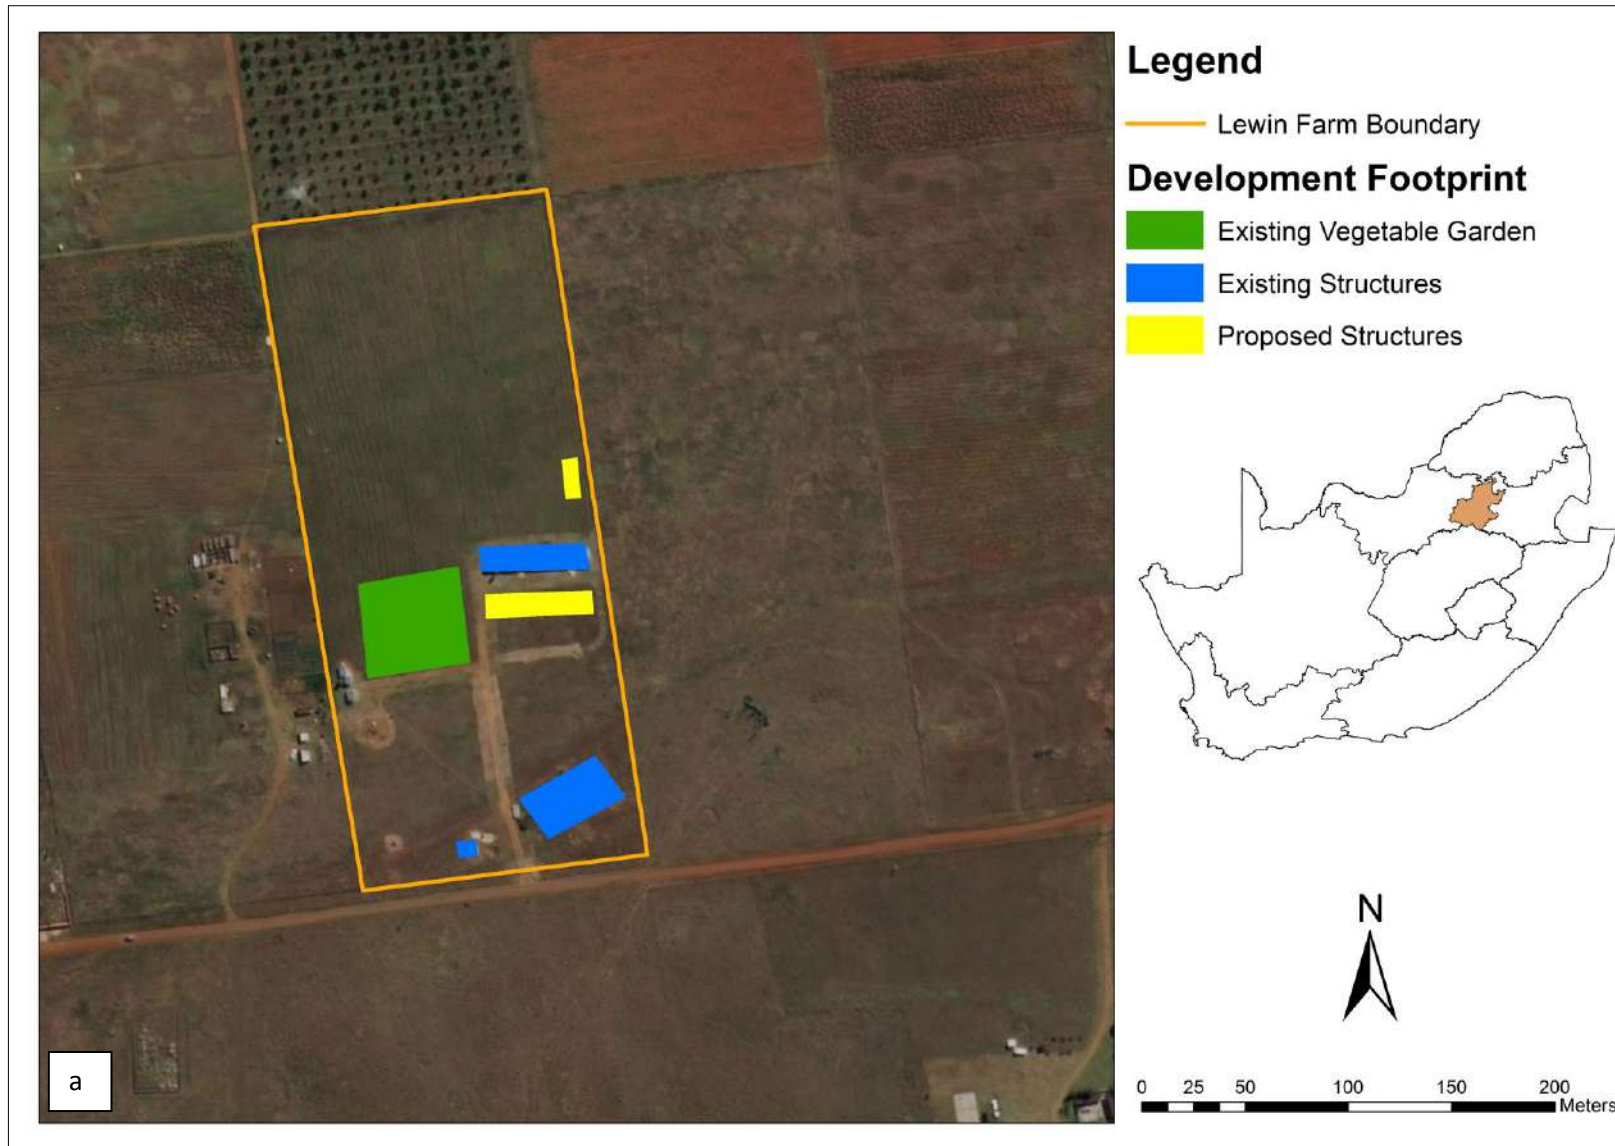 Legend
Lewin Farm Boundary
Development Footprint
Existing Vegetable Garden
Existing Structures
Proposed Structures
N
0 25 50 100 150 200
Meters
a